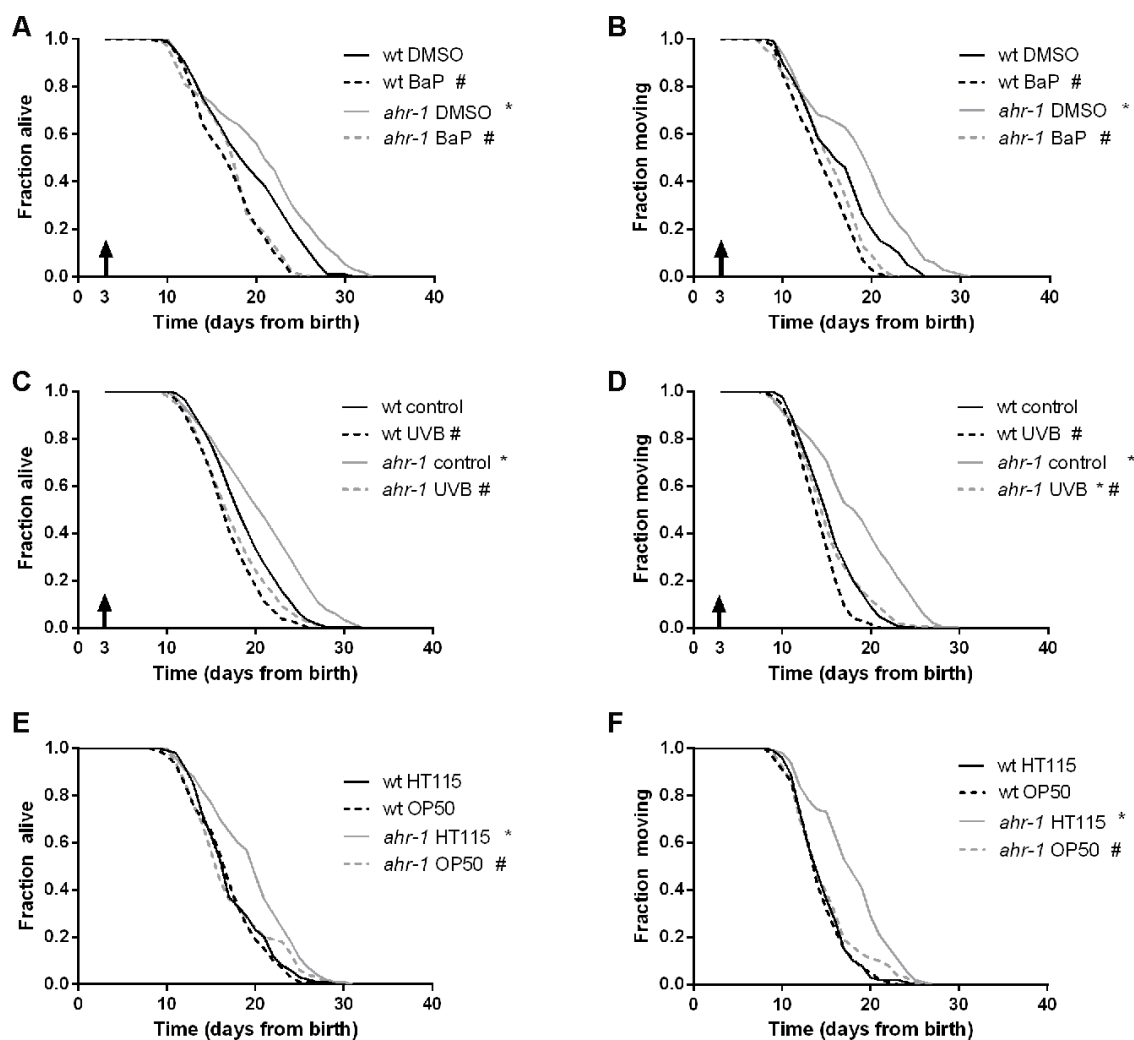 A
Fraction alive
1.0
0.8
0.6
0.4
0.2
0.0
wt DMSO
wt BaP #
ahr-1 DMSO *
ahr-1 BaP #
0 3 10 20 30 40
Time (days from birth)
B
Fraction moving
1.0
0.8
0.6
0.4
0.2
0.0
wt DMSO
wt BaP #
ahr-1 DMSO *
ahr-1 BaP #
0 3 10 20 30 40
Time (days from birth)
C
Fraction alive
1.0
0.8
0.6
0.4
0.2
0.0
wt control
wt UVB #
ahr-1 control *
ahr-1 UVB #
0 3 10 20 30 40
Time (days from birth)
D
Fraction moving
1.0
0.8
0.6
0.4
0.2
0.0
wt control
wt UVB #
ahr-1 control *
ahr-1 UVB * #
0 3 10 20 30 40
Time (days from birth)
E
Fraction alive
1.0
0.8
0.6
0.4
0.2
0.0
wt HT115
wt OP50
ahr-1 HT115 *
ahr-1 OP50 #
0 10 20 30 40
Time (days from birth)
F
Fraction moving
1.0
0.8
0.6
0.4
0.2
0.0
wt HT115
wt OP50
ahr-1 HT115 *
ahr-1 OP50 #
0 10 20 30 40
Time (days from birth)